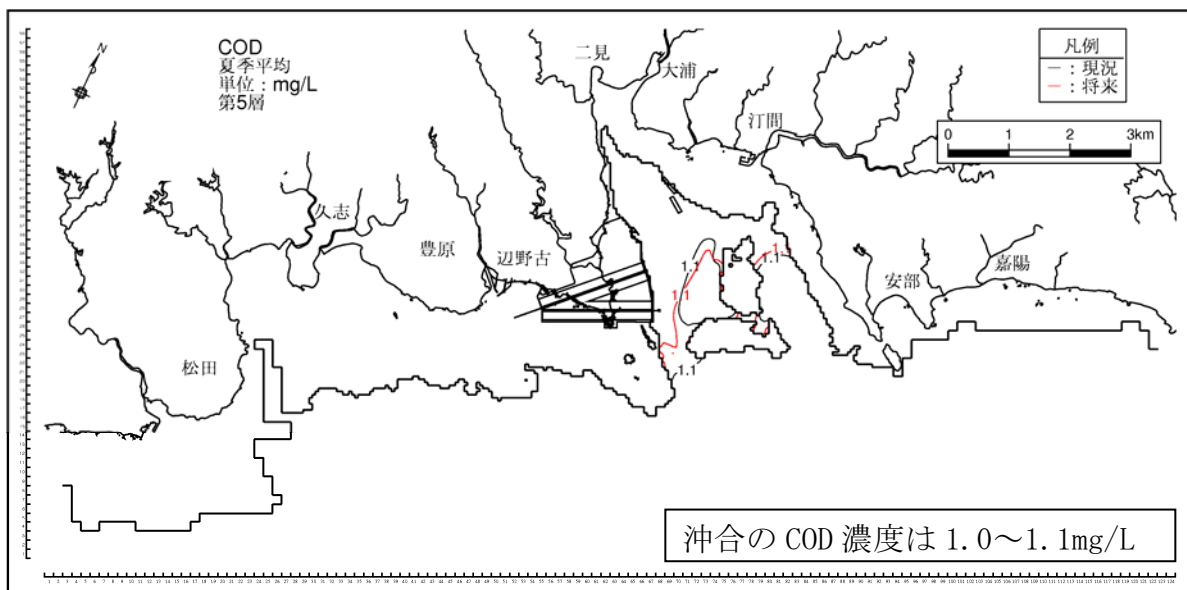 COD
夏季平均
単位：mg/L
第5層
N
二見
大浦
汀間
凡例
－：現況
－：将来
0 1 2 3km
久志
豊原
辺野古
安部
嘉陽
松田
1.1
1.1
1.1
1.1
1.1
沖合の COD 濃度は 1.0～1.1mg/L